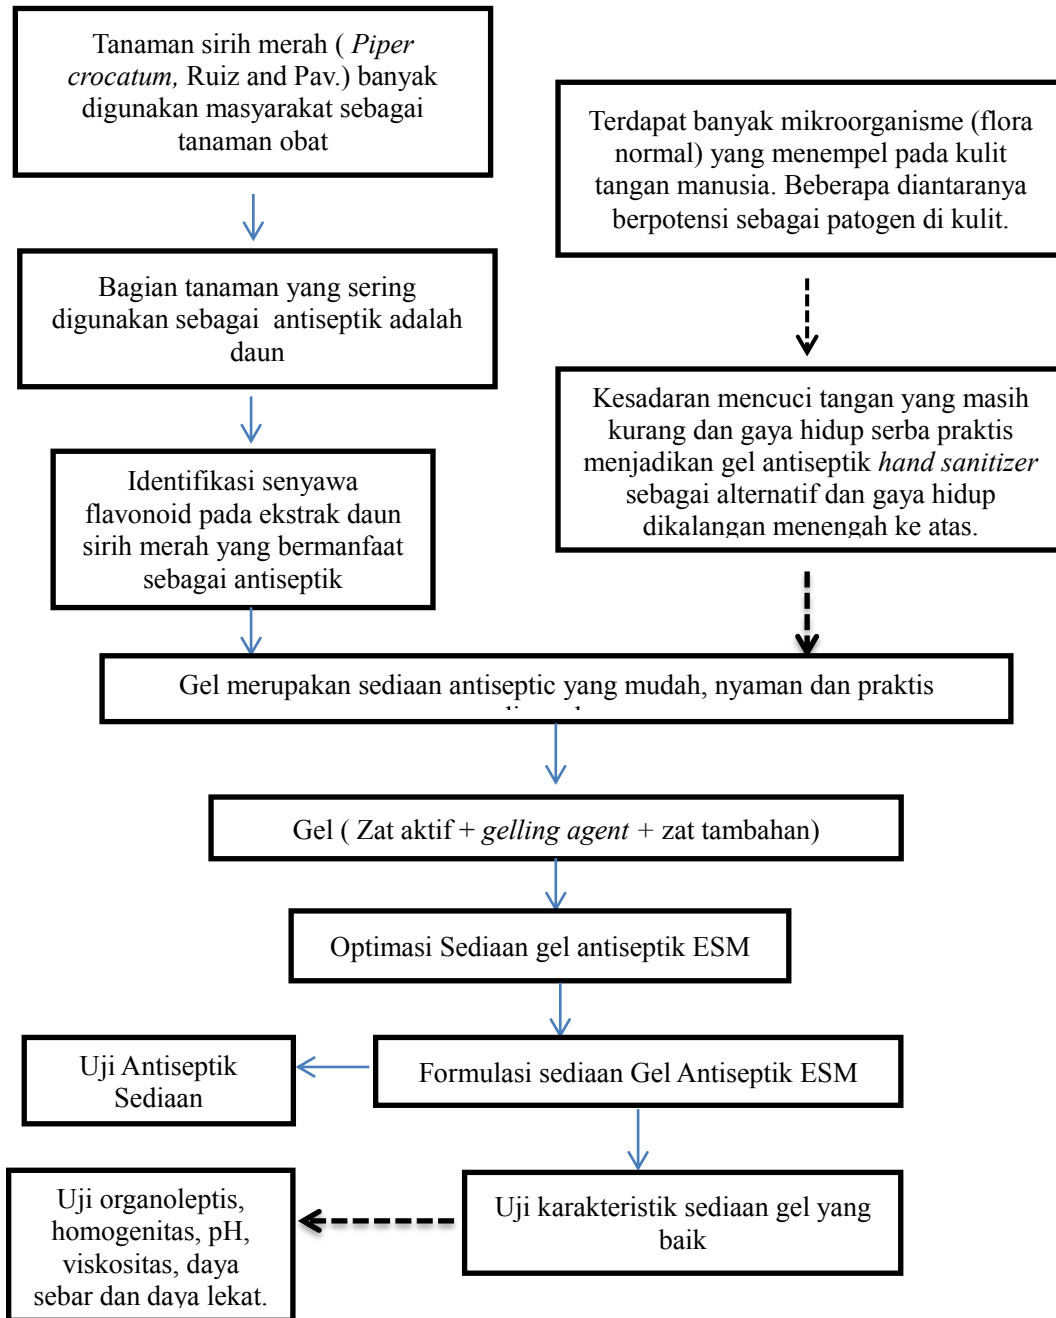 Tanaman sirih merah ( Piper
crocatum, Ruiz and Pav.) banyak
digunakan masyarakat sebagai
tanaman obat
Terdapat banyak mikroorganisme (flora
normal) yang menempel pada kulit
tangan manusia. Beberapa diantaranya
berpotensi sebagai patogen di kulit.
Bagian tanaman yang sering
digunakan sebagai antiseptik adalah
daun
Kesadaran mencuci tangan yang masih
kurang dan gaya hidup serba praktis
menjadikan gel antiseptik hand sanitizer
sebagai alternatif dan gaya hidup
dikalangan menengah ke atas.
Identifikasi senyawa
flavonoid pada ekstrak daun
sirih merah yang bermanfaat
sebagai antiseptik
Gel merupakan sediaan antiseptic yang mudah, nyaman dan praktis
Gel ( Zat aktif + gelling agent + zat tambahan)
Optimasi Sediaan gel antiseptik ESM
Uji Antiseptik
Sediaan
Formulasi sediaan Gel Antiseptik ESM
Uji organoleptis,
homogenitas, pH,
viskositas, daya
sebar dan daya lekat.
Uji karakteristik sediaan gel yang
baik